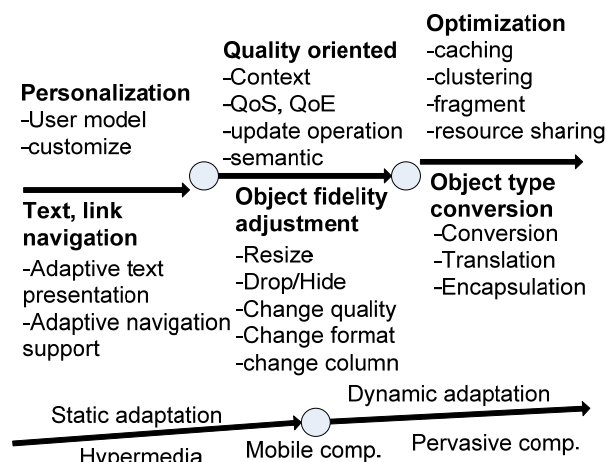 Personalization
-User model
-customize
Text, link
navigation
-Adaptive text
presentation
-Adaptive navigation
support
Quality oriented
-Context
-QoS, QoE
-update operation
-semantic
Object fidelity
adjustment
-Resize
-Drop/Hide
-Change quality
-Change format
-change column
Optimization
-caching
-clustering
-fragment
-resource sharing
Object type
conversion
-Conversion
-Translation
-Encapsulation
Static adaptation
Dynamic adaptation
Hypermedia
Mobile comp.
Pervasive comp.